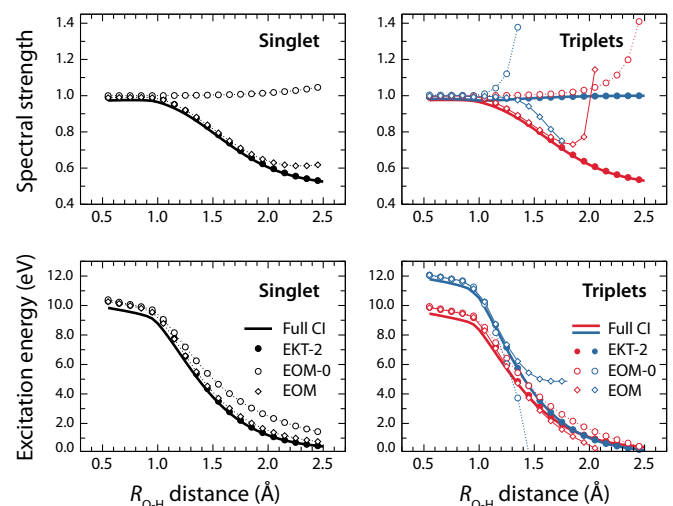 Spectral strength
1.4
1.2
1.0
0.8
0.6
0.4
Singlet
0.5 1.0 1.5 2.0 2.5
1.4
1.2
1.0
0.8
0.6
0.4
Triplets
0.5 1.0 1.5 2.0 2.5
Excitation energy (eV)
12.0
10.0
8.0
6.0
4.0
2.0
0.0
Singlet
Full CI
EKT-2
EOM-0
EOM
0.5 1.0 1.5 2.0 2.5
R O-H distance (Å)
12.0
10.0
8.0
6.0
4.0
2.0
0.0
Triplets
Full CI
EKT-2
EOM-0
EOM
0.5 1.0 1.5 2.0 2.5
R O-H distance (Å)